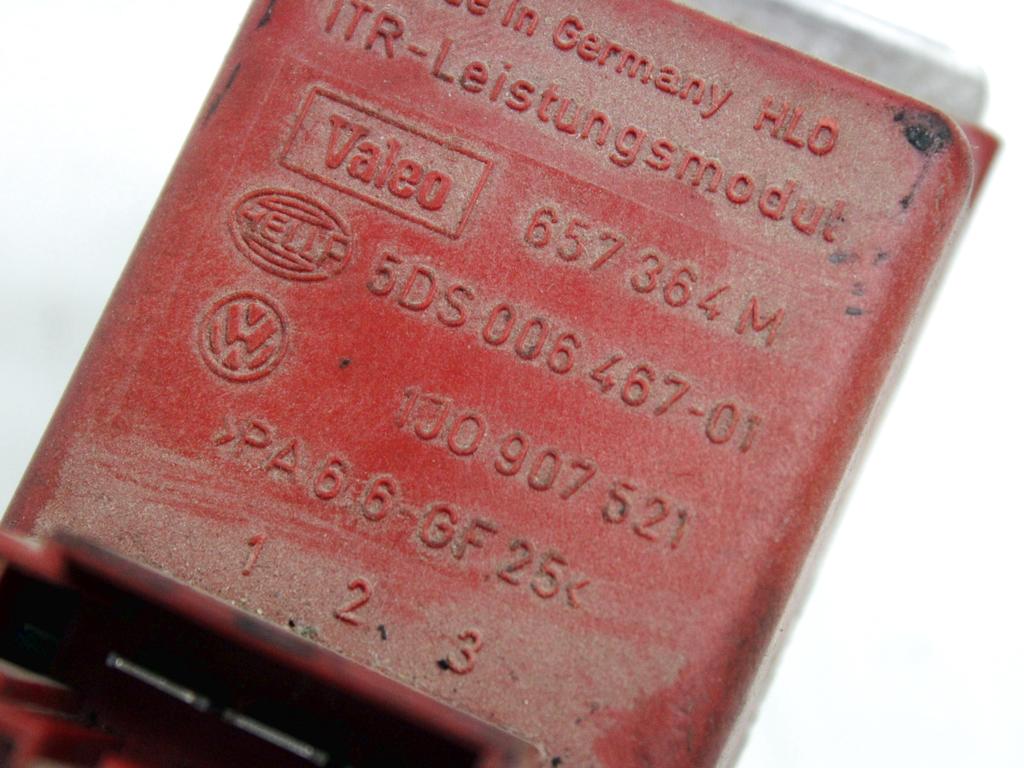 in Germany HLO
ITR-Leistungsmodul
Valeo
657 364 M
HELLA
5DS 006 467-01
VW
1J0 907 521
>PA 6.6-GF 25<
1 2 3